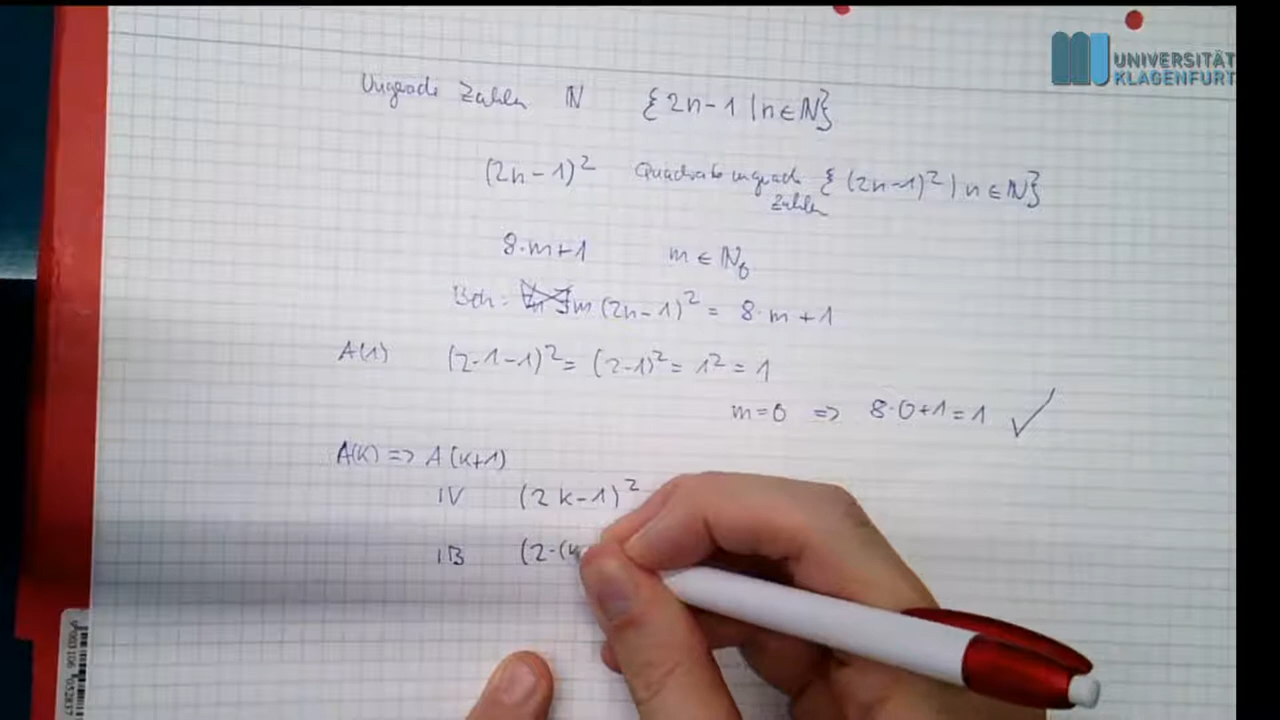 UNIVERSITÄT
KLAGENFURT
Ungerade Zahlen ℕ {2n-1 | n∈ℕ}
(2n-1)² Quadrate ungerade {(2n-1)² | n∈ℕ}
Zahlen
8·m+1 m∈ℕ₀
Beh: m (2n-1)² = 8·m+1
A(1) (2·1-1)² = (2-1)² = 1² = 1
m=0 => 8·0+1=1 ✓
A(k) => A(k+1)
IV (2k-1)²
IB (2·(k